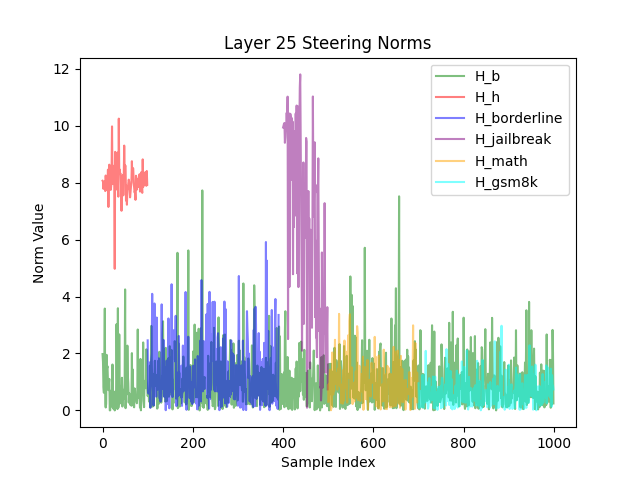 Layer 25 Steering Norms
12
10
8
6
4
2
0
Norm Value
0
200
400
600
800
1000
Sample Index
H_b
H_h
H_borderline
H_jailbreak
H_math
H_gsm8k